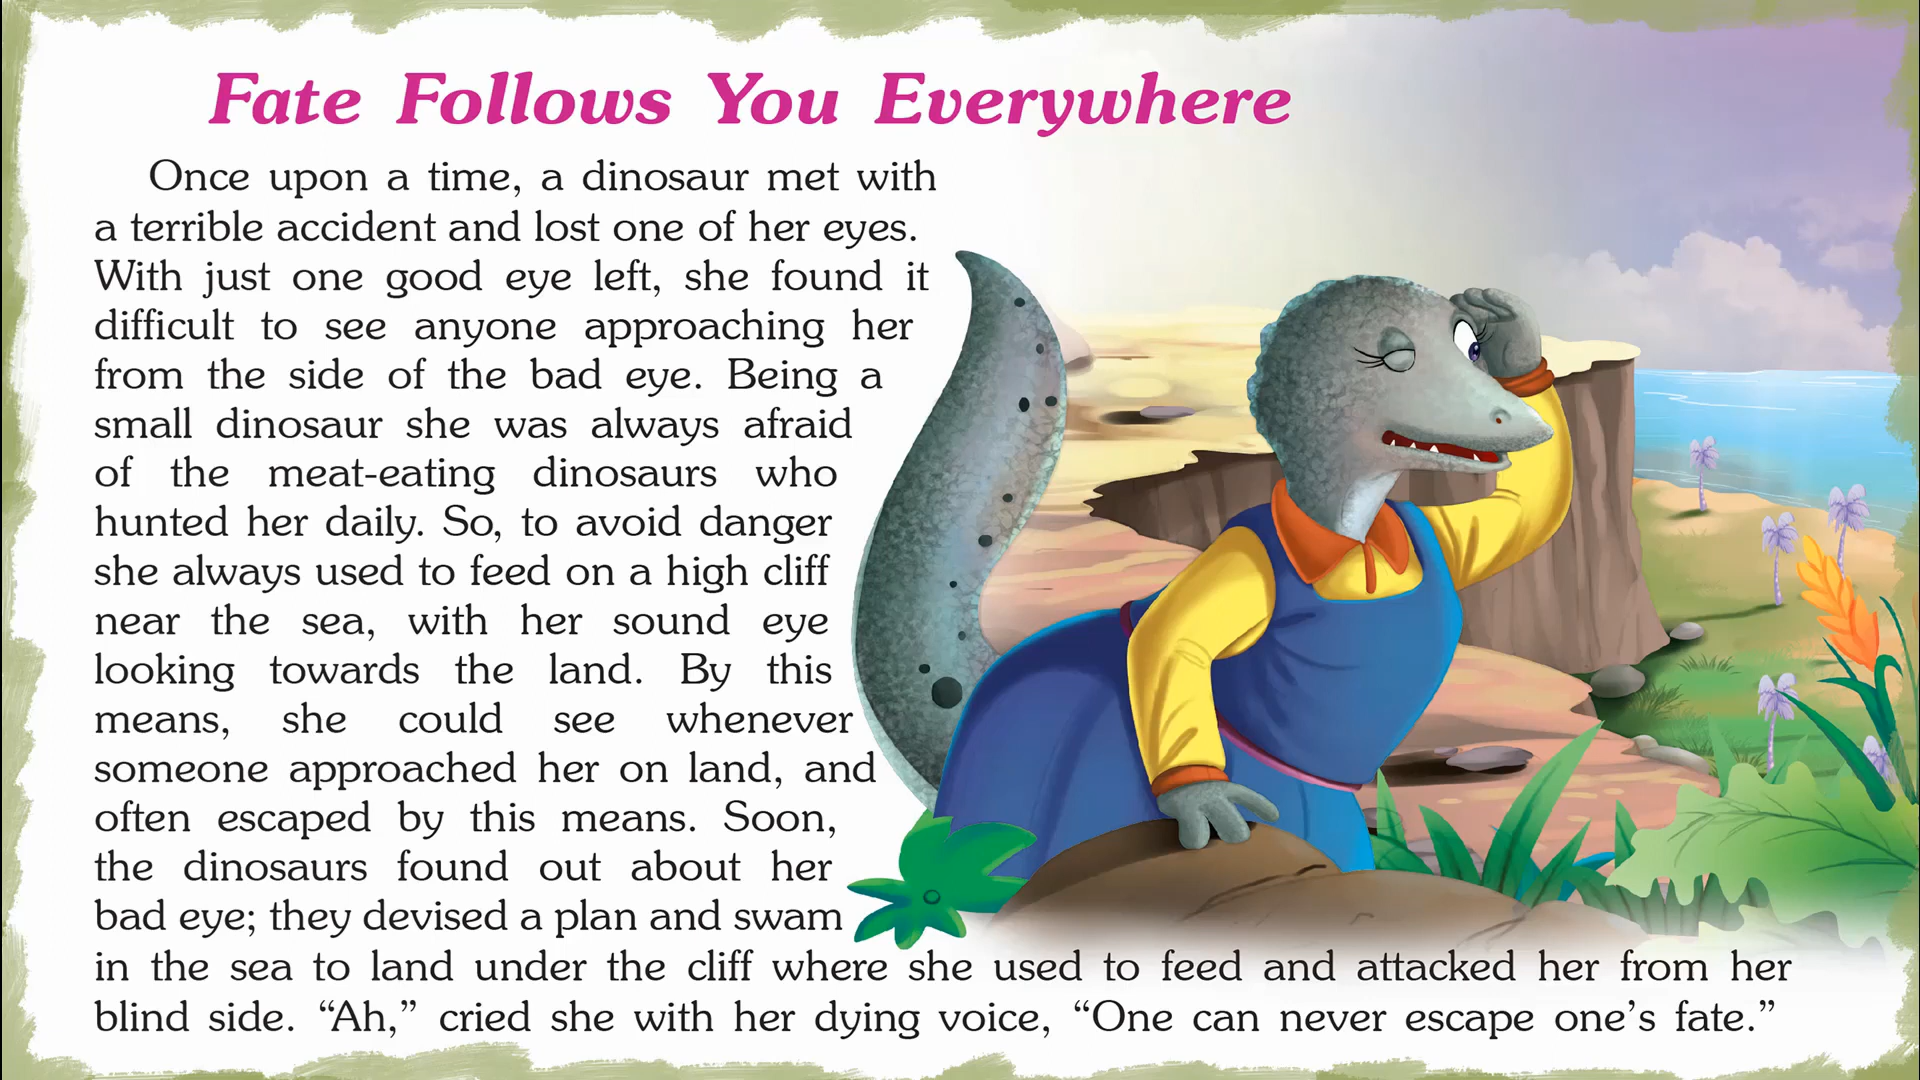 Fate Follows You Everywhere
Once upon a time, a dinosaur met with
a terrible accident and lost one of her eyes.
With just one good eye left, she found it
difficult to see anyone approaching her
from the side of the bad eye. Being a
small dinosaur she was always afraid
of the meat-eating dinosaurs who
hunted her daily. So, to avoid danger
she always used to feed on a high cliff
near the sea, with her sound eye
looking towards the land. By this
means, she could see whenever
someone approached her on land, and
often escaped by this means. Soon,
the dinosaurs found out about her
bad eye; they devised a plan and swam
in the sea to land under the cliff where she used to feed and attacked her from her
blind side. “Ah,” cried she with her dying voice, “One can never escape one’s fate.”